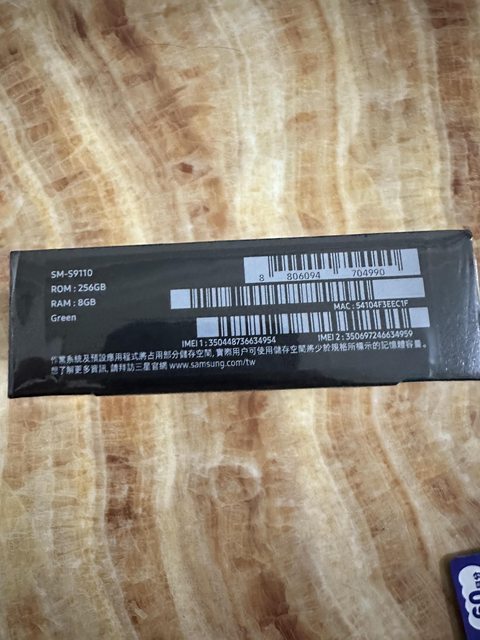 SM-S9110
ROM : 256GB
RAM : 8GB
Green
8 806094 704990
MAC : 54104F3EEC1F
IMEI 1 : 350448736634954
IMEI 2 : 350697246634959
作業系統及預設應用程式將占用部分儲存空間, 實際用戶可使用儲存空間將少於規格所標示的記憶體容量。
想了解更多資訊, 請拜訪三星官網 www.samsung.com/tw
60